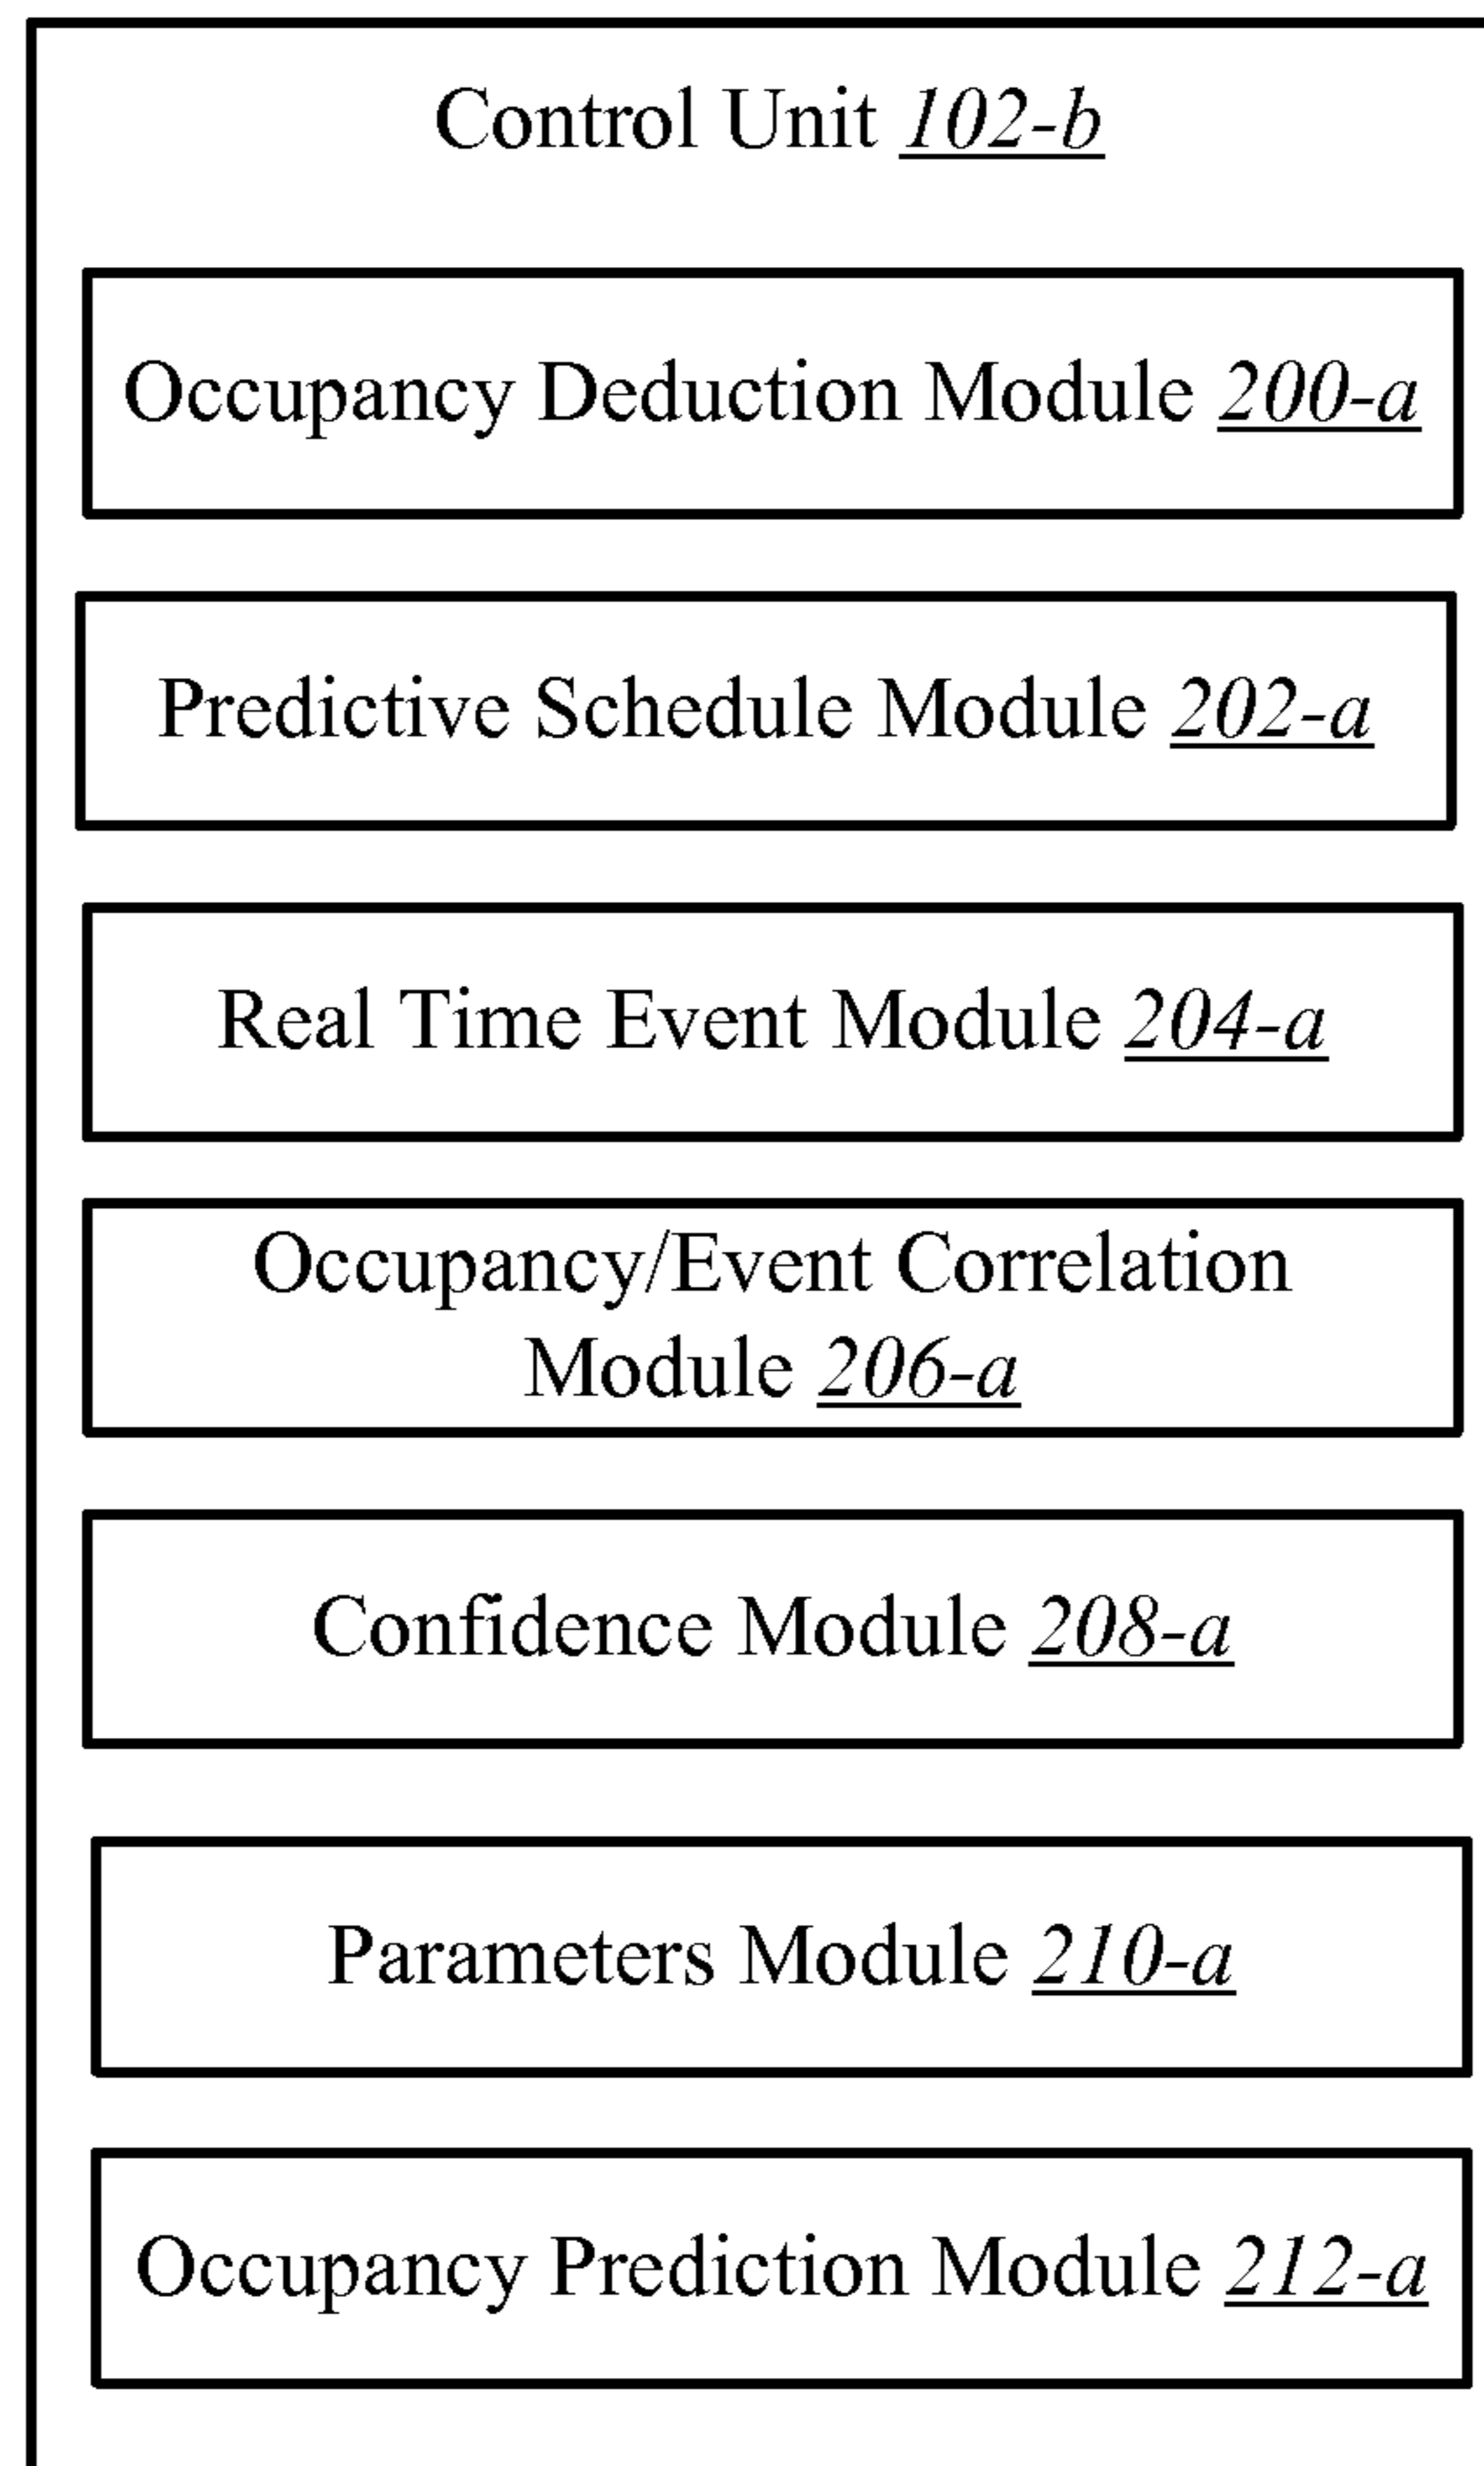 Control Unit 102-b
Occupancy Deduction Module 200-a
Predictive Schedule Module 202-a
Real Time Event Module 204-a
Occupancy/Event Correlation
Module 206-a
Confidence Module 208-a
Parameters Module 210-a
Occupancy Prediction Module 212-a